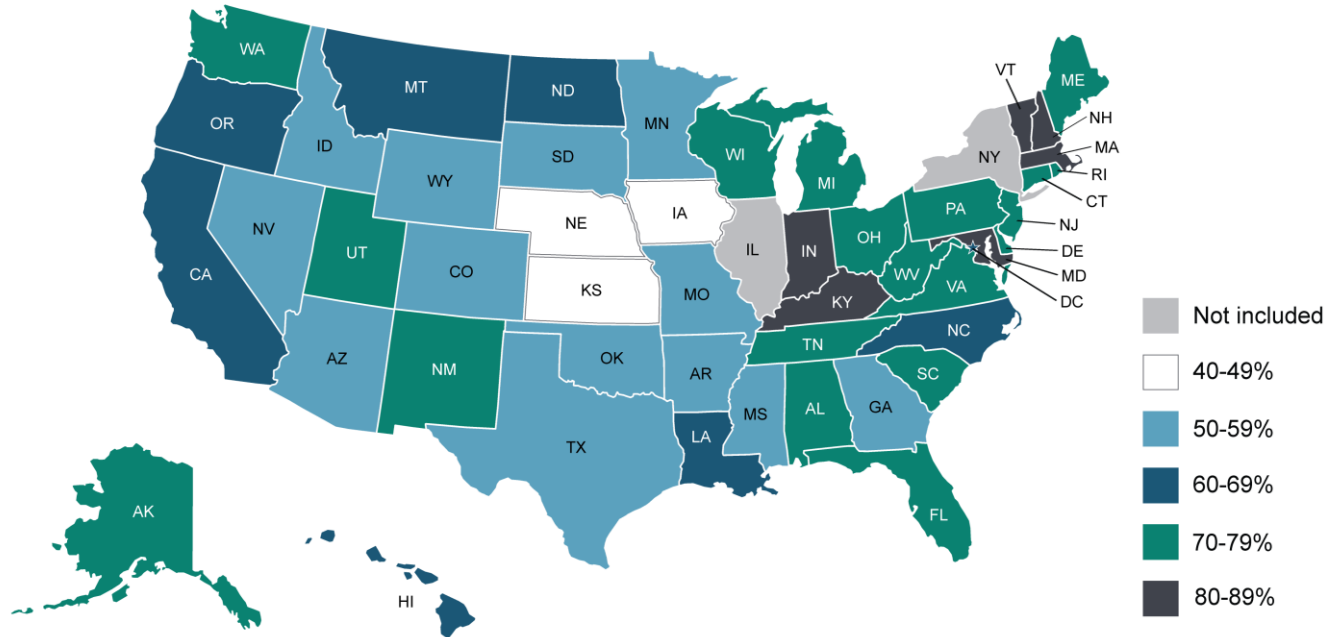 WA
OR
CA
NV
ID
MT
WY
UT
AZ
CO
NM
ND
SD
NE
KS
OK
TX
MN
IA
MO
AR
LA
WI
IL
MI
IN
OH
KY
TN
MS
AL
GA
FL
SC
NC
VA
WV
PA
NY
VT
ME
NH
MA
RI
CT
NJ
DE
MD
DC
AK
HI
Not included
40-49%
50-59%
60-69%
70-79%
80-89%